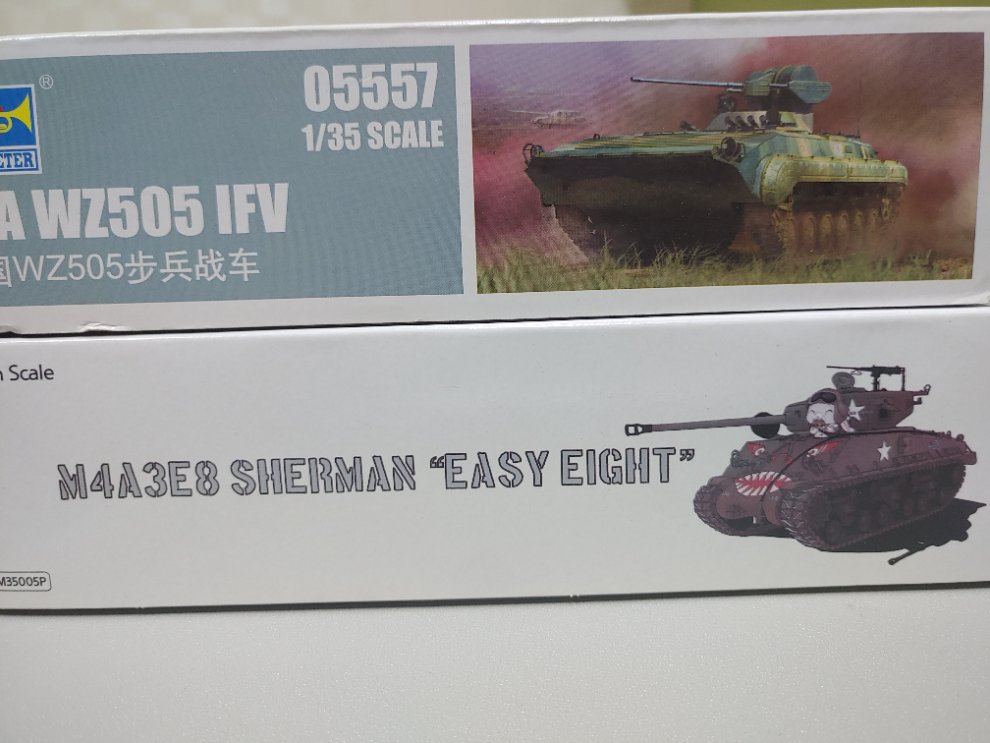 ®
ETER
05557
1/35 SCALE
A WZ505 IFV
国WZ505步兵战车
Scale
M4A3E8 SHERMAN “EASY EIGHT”
M35005P